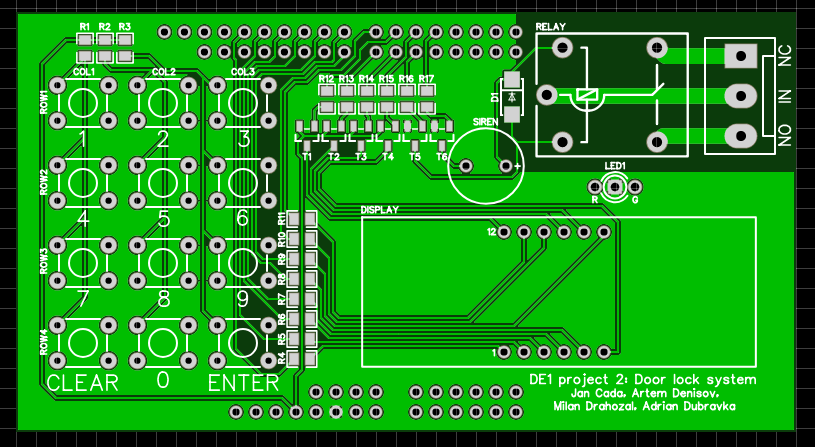 R1 R2 R3
RELAY
NC
IN
NO
COL1 COL2 COL3
ROW1
1 2 3
R12 R13 R14 R15 R16 R17
D1
SIREN
+
T1 T2 T3 T4 T5 T6
LED1
R G
ROW2
4 5 6
DISPLAY
12
1
R11
R10
R9
R8
R7
R6
R5
R4
ROW3
7 8 9
ROW4
CLEAR 0 ENTER
DE1 project 2: Door lock system
Jan Cada, Artem Denisov,
Milan Drahozal, Adrian Dubravka